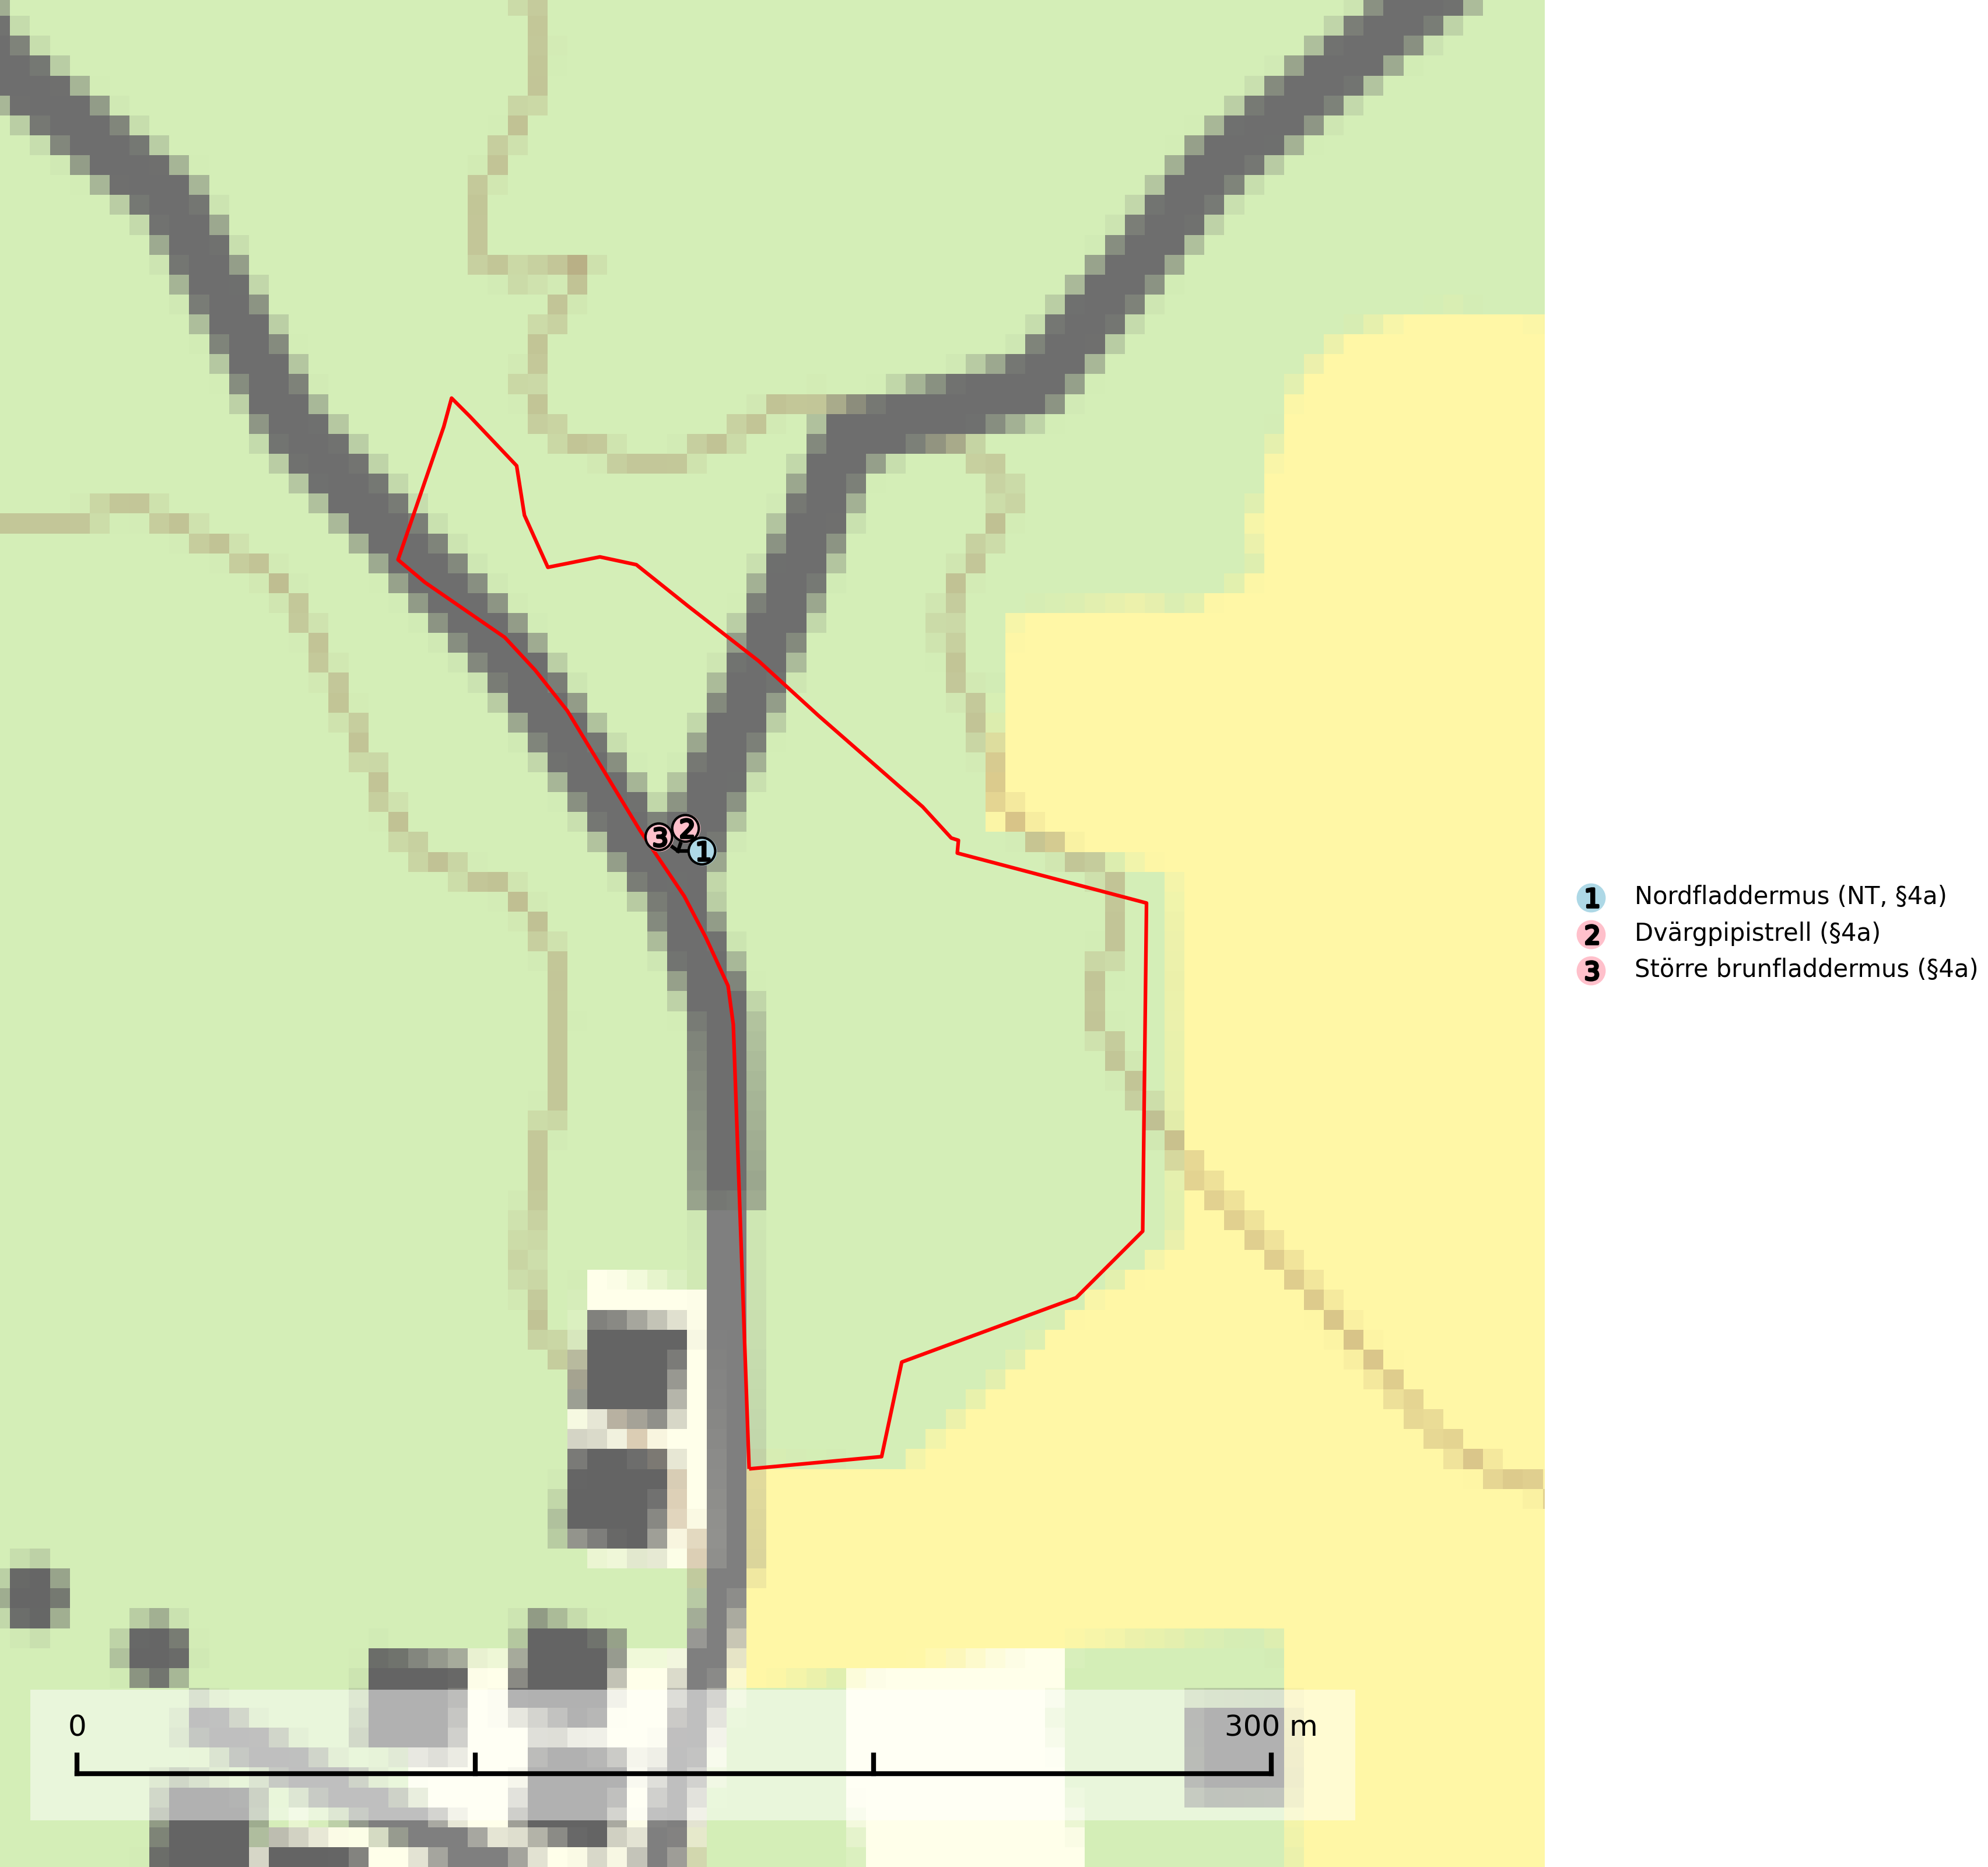 3 2
1
1 Nordfladdermus (NT, §4a)
2 Dvärgpipistrell (§4a)
3 Större brunfladdermus (§4a)
0 300 m